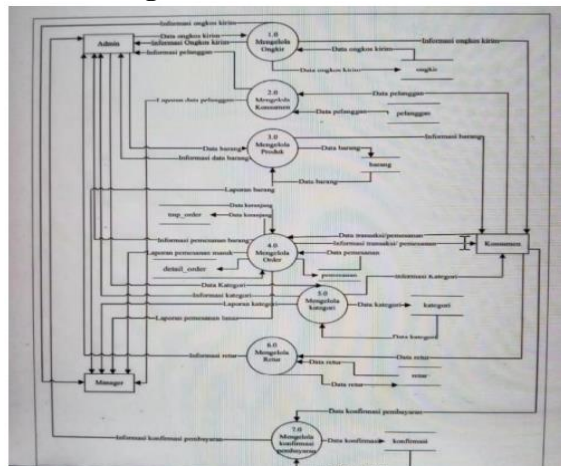 Informasi ongkos kirim
Admin
Data ongkos kirim
Informasi Ongkos kirim
Informasi pelanggan
1.0
Mengelola
Ongkir
Informasi ongkos kirim
Data ongkos kirim
Data ongkos kirim
ongkir
2.0
Mengelola
Konsumen
Data pelanggan
Laporan data pelanggan
Data pelanggan
pelanggan
3.0
Mengelola
Produk
Informasi barang
Data barang
Data barang
Informasi data barang
barang
Data barang
Laporan barang
Data keranjang
tmp_order
Data keranjang
Data transaksi/pemesanan
Informasi transaksi/ pemesanan
Konsumen
4.0
Mengelola
Order
Informasi pemesanan barang
Laporan pemesanan masuk
Data pemesanan
detail_order
pemesanan
Informasi Kategori
Data Kategori
Informasi kategori
5.0
Mengelola
kategori
Data kategori
kategori
Laporan kategori
Data kategori
Laporan pemesanan
6.0
Mengelola
Retur
Informasi retur
Data retur
Data retur
retur
Data retur
Manager
Data konfirmasi pembayaran
7.0
Mengelola
konfirmasi
pembayaran
Informasi konfirmasi pembayaran
Data konfirmasi
konfirmasi